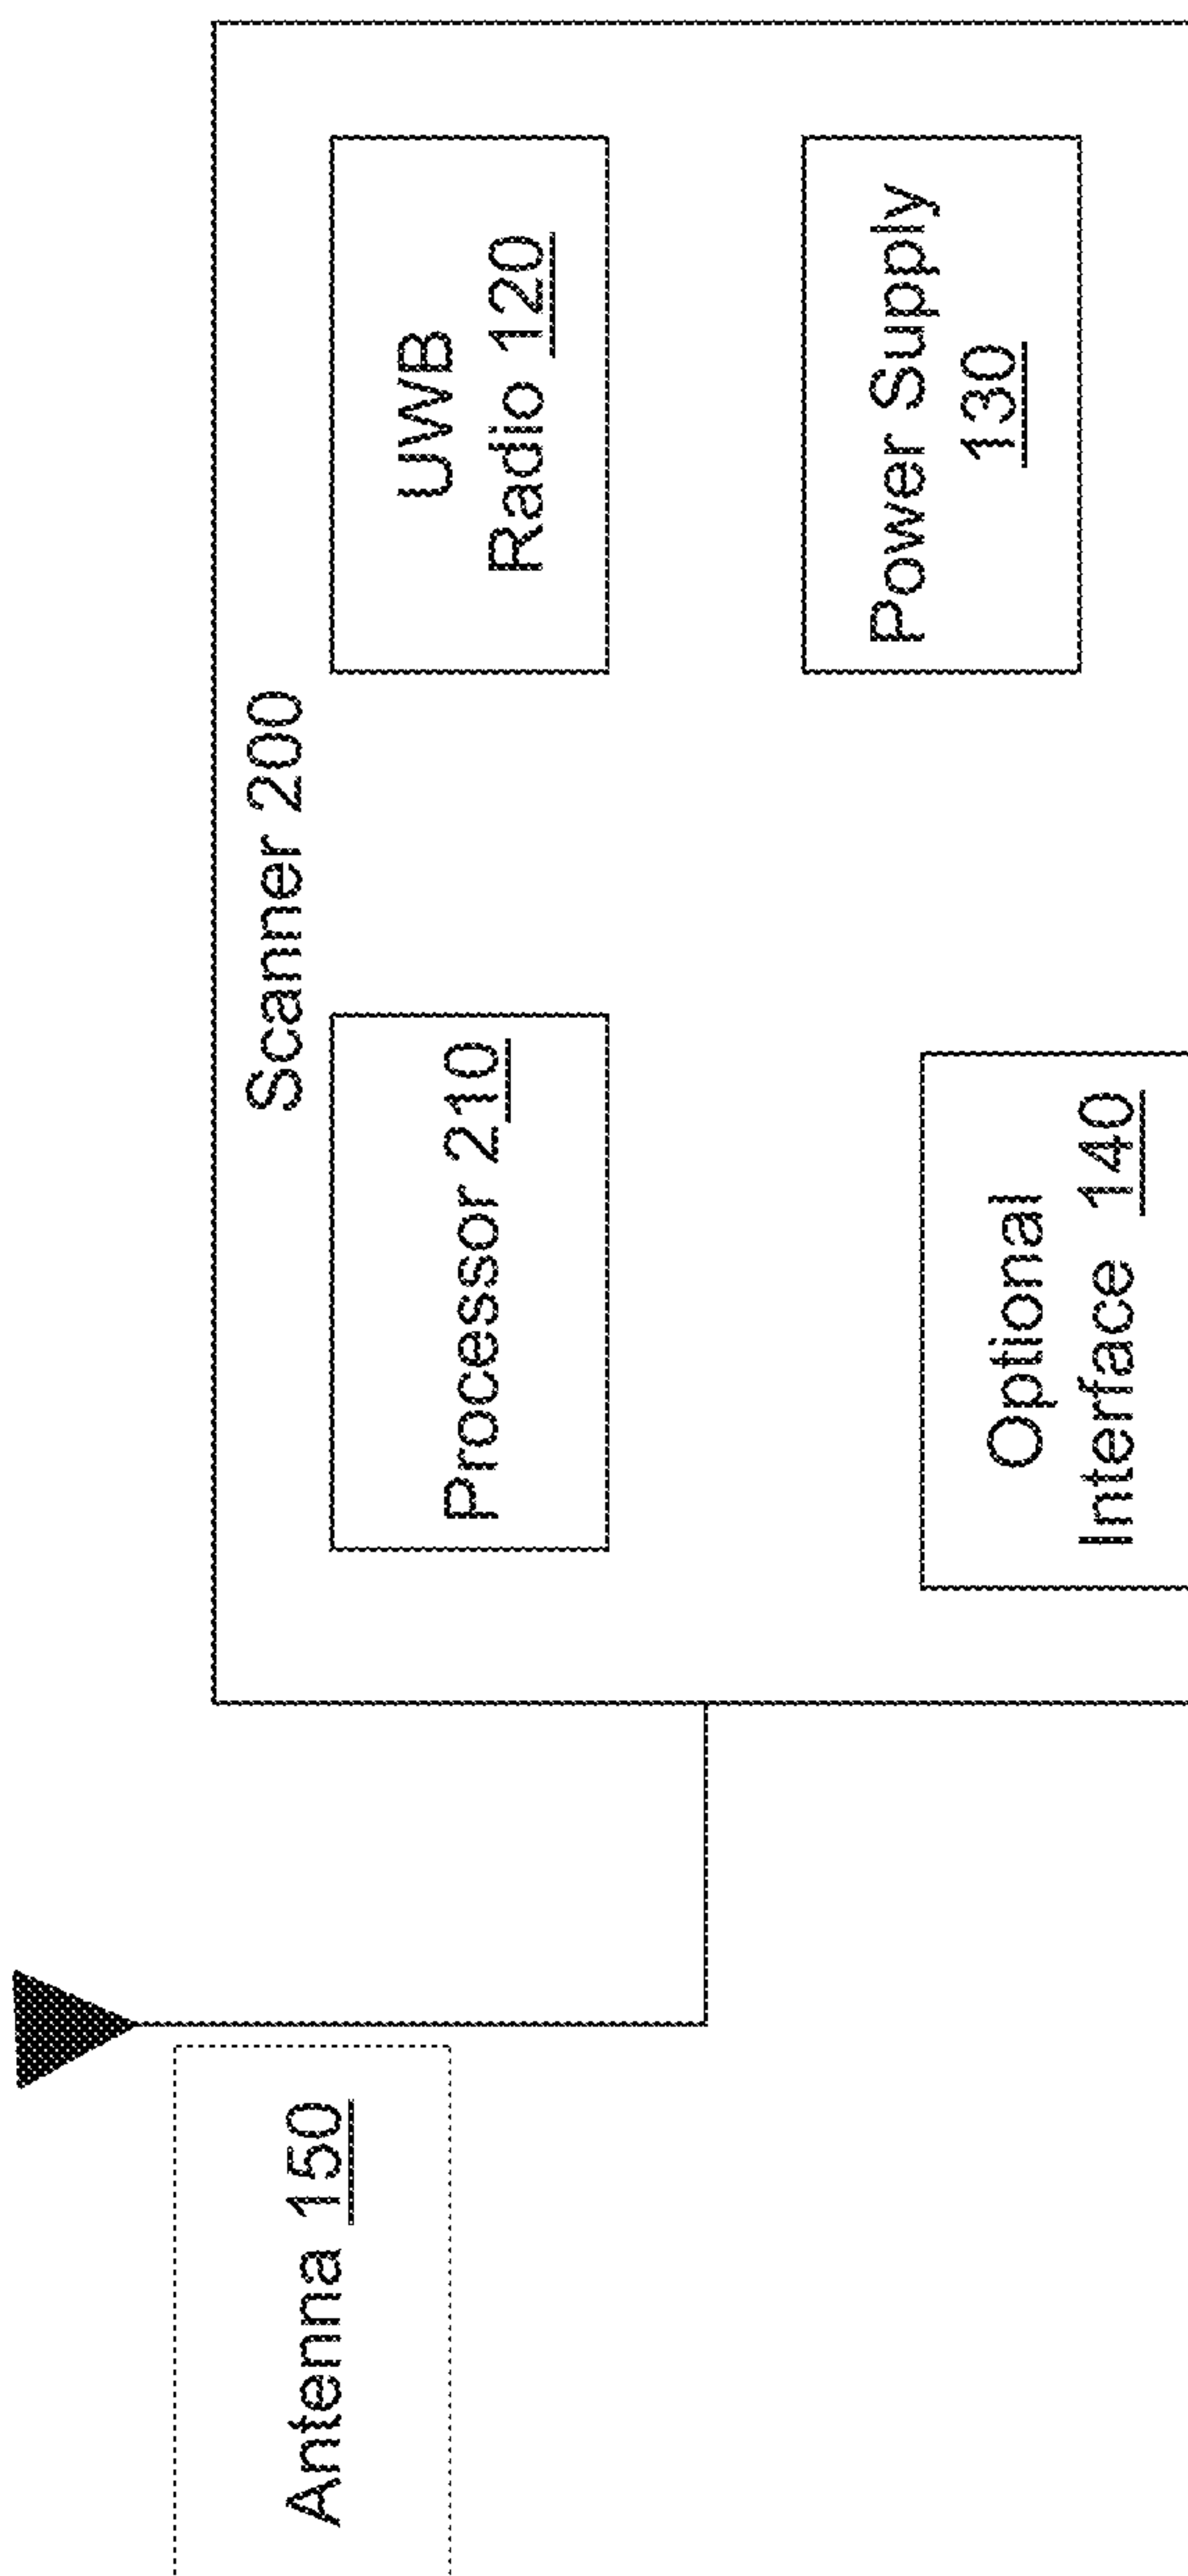 Scanner 200
Antenna 150
Processor 210
UWB
Radio 120
Optional
Interface 140
Power Supply
130